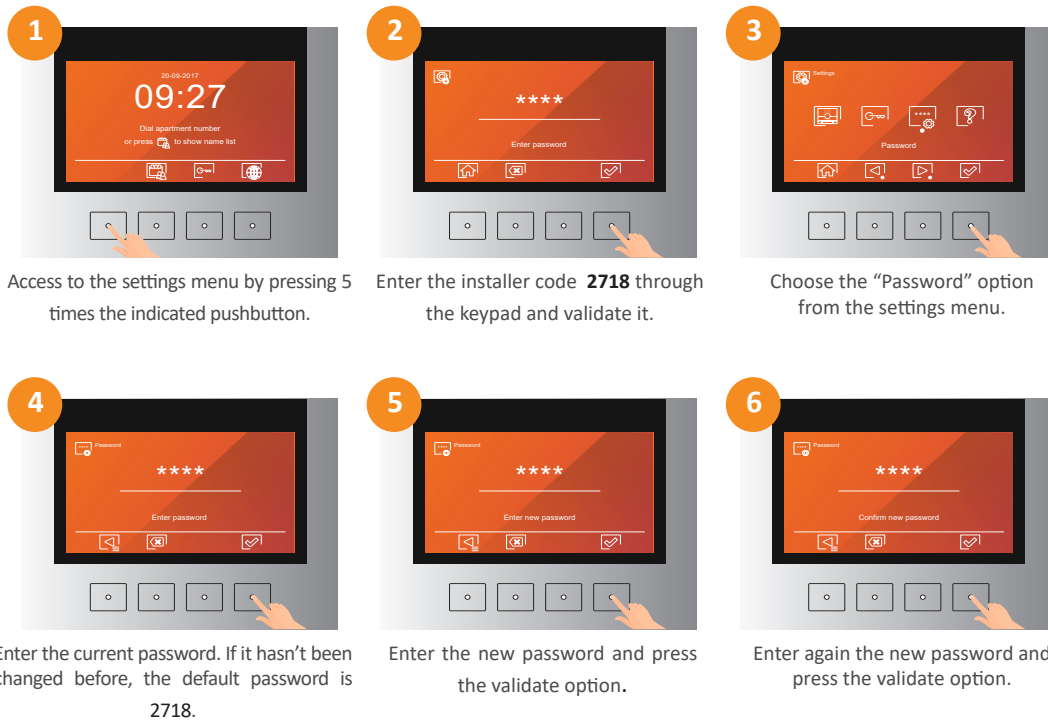 1
20-09-2017
09:27
Dial apartment number
or press to show name list
Access to the settings menu by pressing 5
times the indicated pushbutton.
2
****
Enter password
Enter the installer code 2718 through
the keypad and validate it.
3
Settings
****
Password
Choose the “Password” option
from the settings menu.
4
Password
****
Enter password
Enter the current password. If it hasn’t been
changed before, the default password is
2718.
5
Password
****
Enter new password
Enter the new password and press
the validate option.
6
Password
****
Confirm new password
Enter again the new password and
press the validate option.